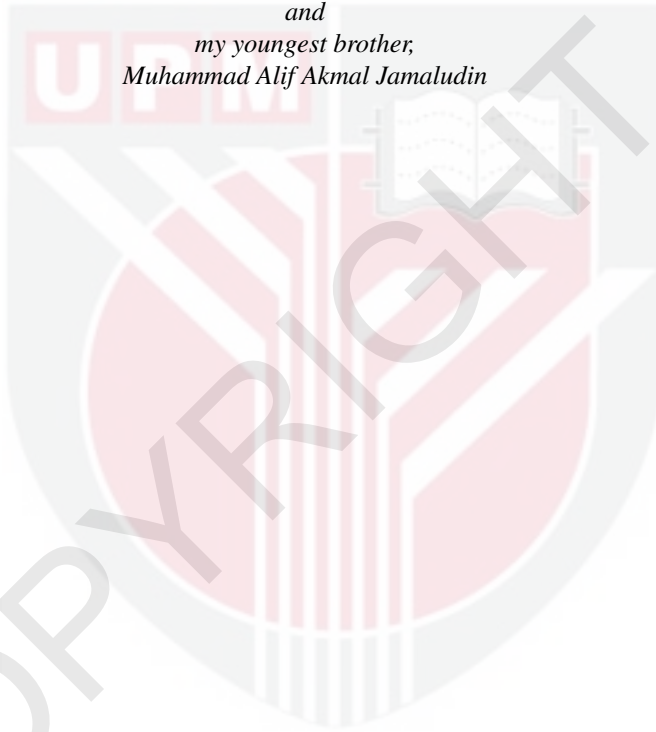 and
my youngest brother,
Muhammad Alif Akmal Jamaludin
UPM
COPYRIGHT